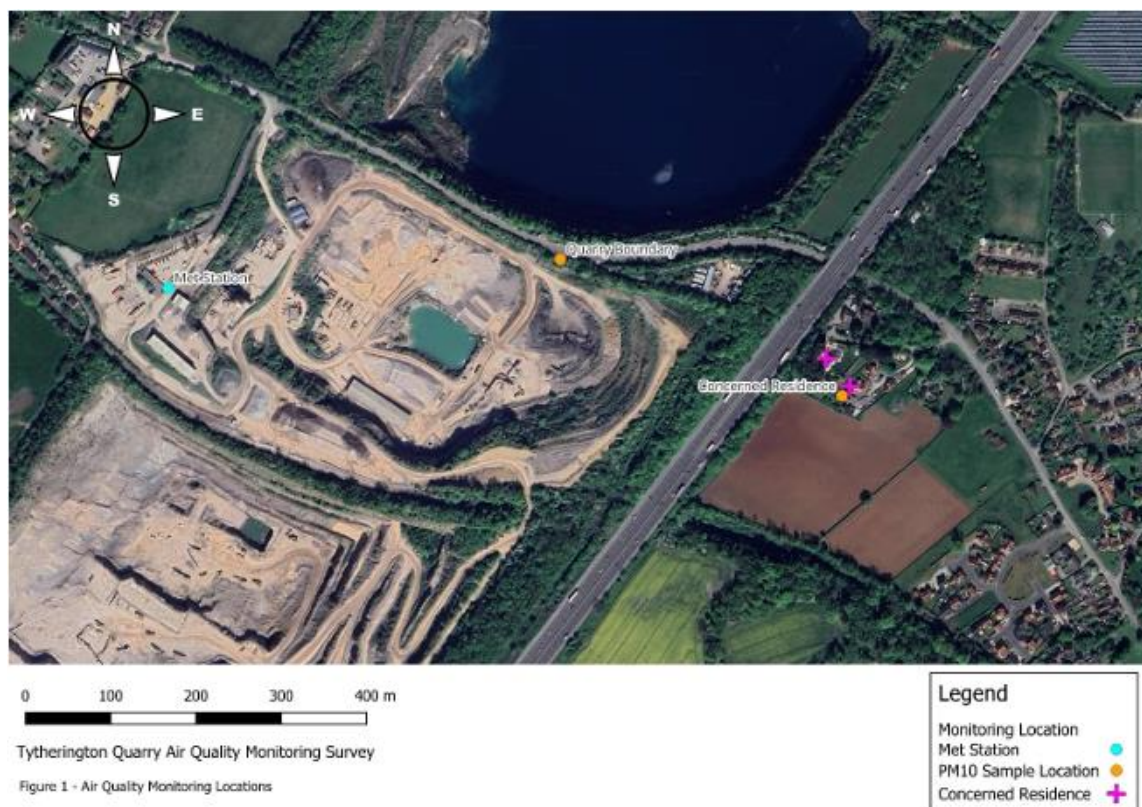 N
W E
S
Quarry Boundary
Met Station
Concerned Residence
0 100 200 300 400 m
Tytherington Quarry Air Quality Monitoring Survey
Figure 1 - Air Quality Monitoring Locations
Legend
Monitoring Location
Met Station
PM10 Sample Location
Concerned Residence